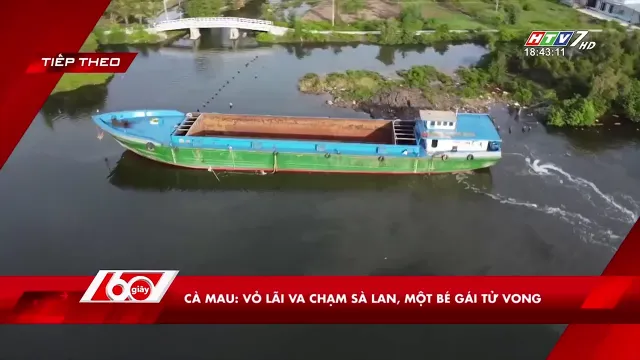 TIẾP THEO
HTV7 HD
18:43:11
60 giây
CÀ MAU: VỎ LÃI VA CHẠM SÀ LAN, MỘT BÉ GÁI TỬ VONG